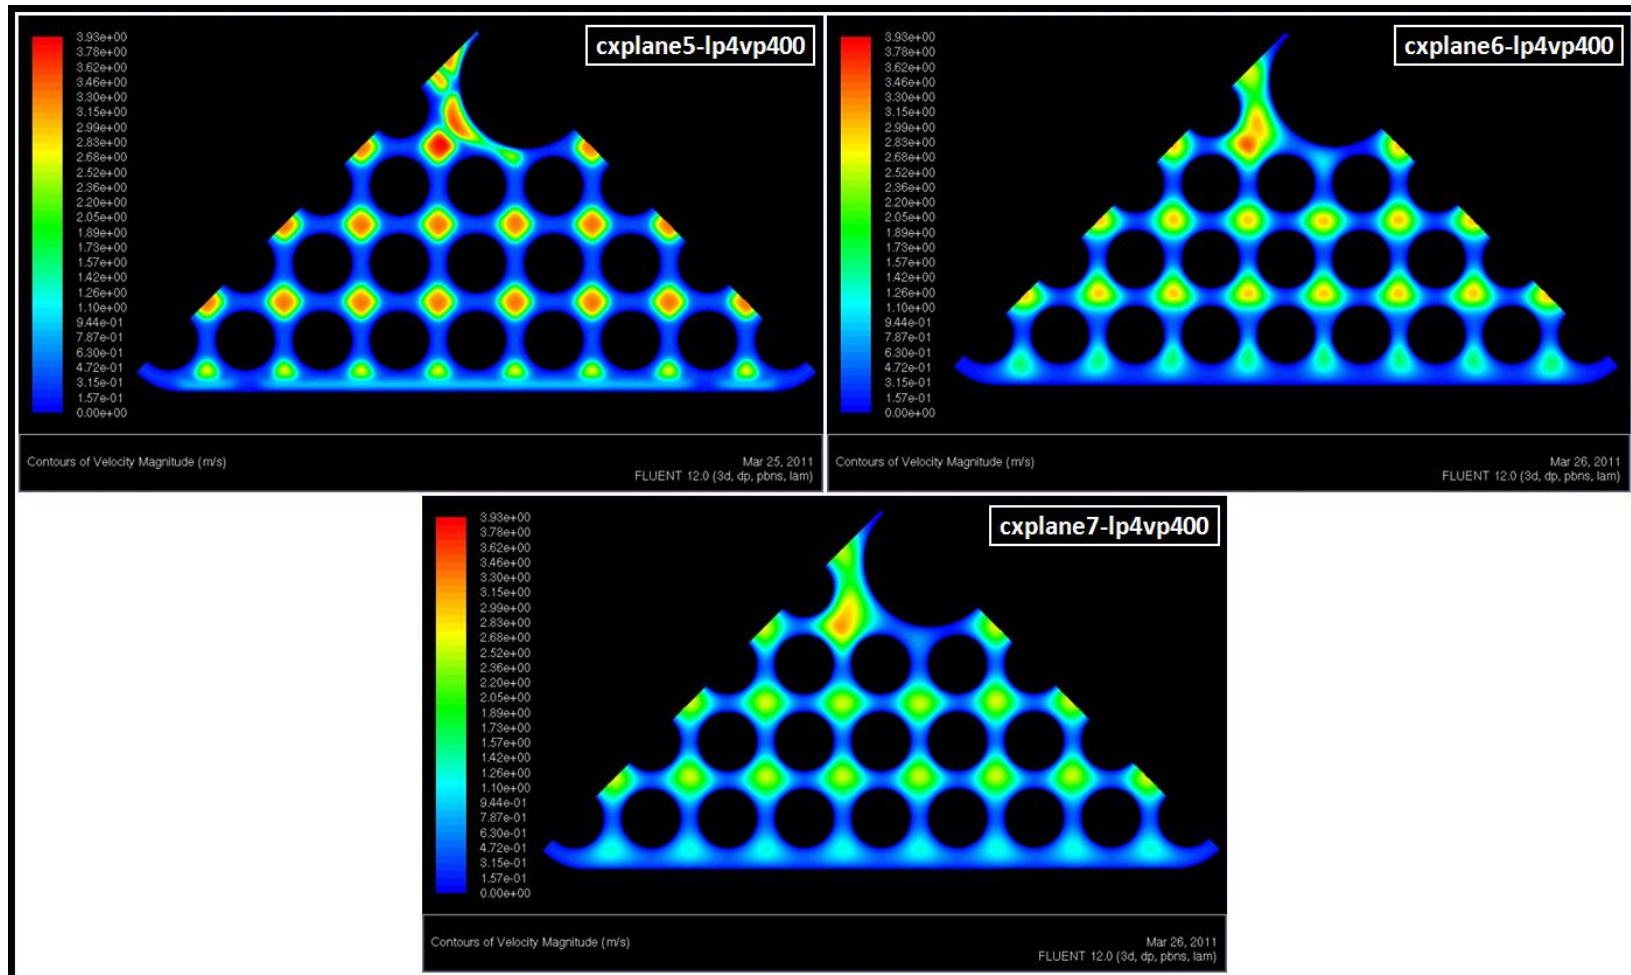 cxplane5-lp4vp400
3.93e+00
3.78e+00
3.62e+00
3.46e+00
3.30e+00
3.15e+00
2.99e+00
2.83e+00
2.68e+00
2.52e+00
2.36e+00
2.20e+00
2.05e+00
1.89e+00
1.73e+00
1.57e+00
1.42e+00
1.26e+00
1.10e+00
9.44e-01
7.87e-01
6.30e-01
4.72e-01
3.15e-01
1.57e-01
0.00e+00
Contours of Velocity Magnitude (m/s)
Mar 25, 2011
FLUENT 12.0 (3d, dp, pbns, lam)
cxplane6-lp4vp400
3.93e+00
3.78e+00
3.62e+00
3.46e+00
3.30e+00
3.15e+00
2.99e+00
2.83e+00
2.68e+00
2.52e+00
2.36e+00
2.20e+00
2.05e+00
1.89e+00
1.73e+00
1.57e+00
1.42e+00
1.26e+00
1.10e+00
9.44e-01
7.87e-01
6.30e-01
4.72e-01
3.15e-01
1.57e-01
0.00e+00
Contours of Velocity Magnitude (m/s)
Mar 26, 2011
FLUENT 12.0 (3d, dp, pbns, lam)
cxplane7-lp4vp400
3.93e+00
3.78e+00
3.62e+00
3.46e+00
3.30e+00
3.15e+00
2.99e+00
2.83e+00
2.68e+00
2.52e+00
2.36e+00
2.20e+00
2.05e+00
1.89e+00
1.73e+00
1.57e+00
1.42e+00
1.26e+00
1.10e+00
9.44e-01
7.87e-01
6.30e-01
4.72e-01
3.15e-01
1.57e-01
0.00e+00
Contours of Velocity Magnitude (m/s)
Mar 26, 2011
FLUENT 12.0 (3d, dp, pbns, lam)